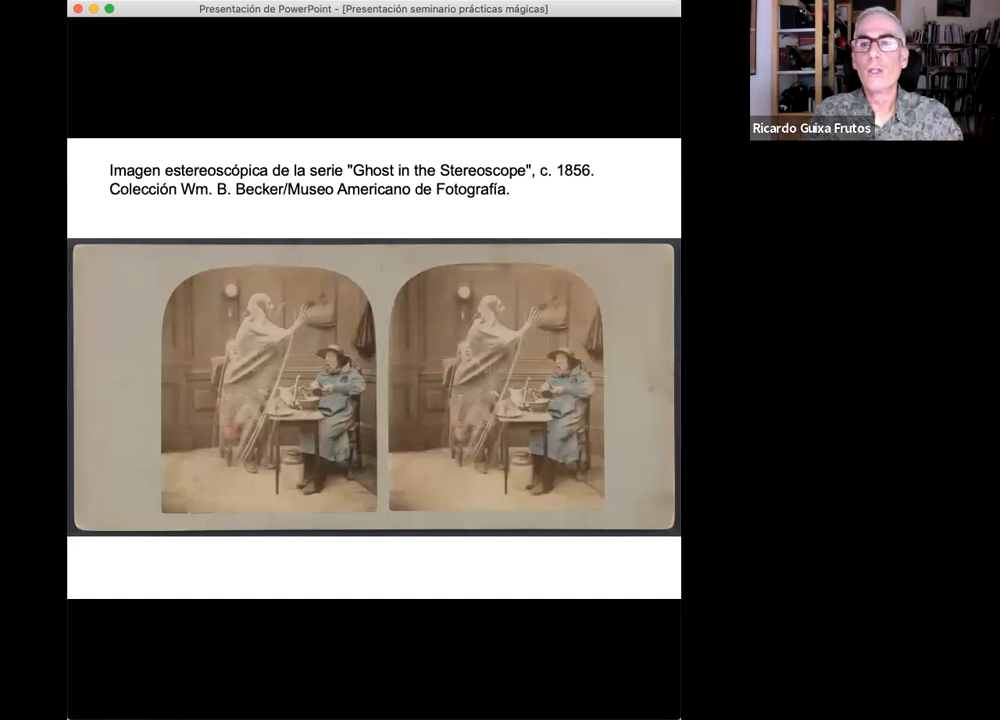 Presentación de PowerPoint - [Presentación seminario prácticas mágicas]
Ricardo Guixa Frutos
Imagen estereoscópica de la serie "Ghost in the Stereoscope", c. 1856.
Colección Wm. B. Becker/Museo Americano de Fotografía.